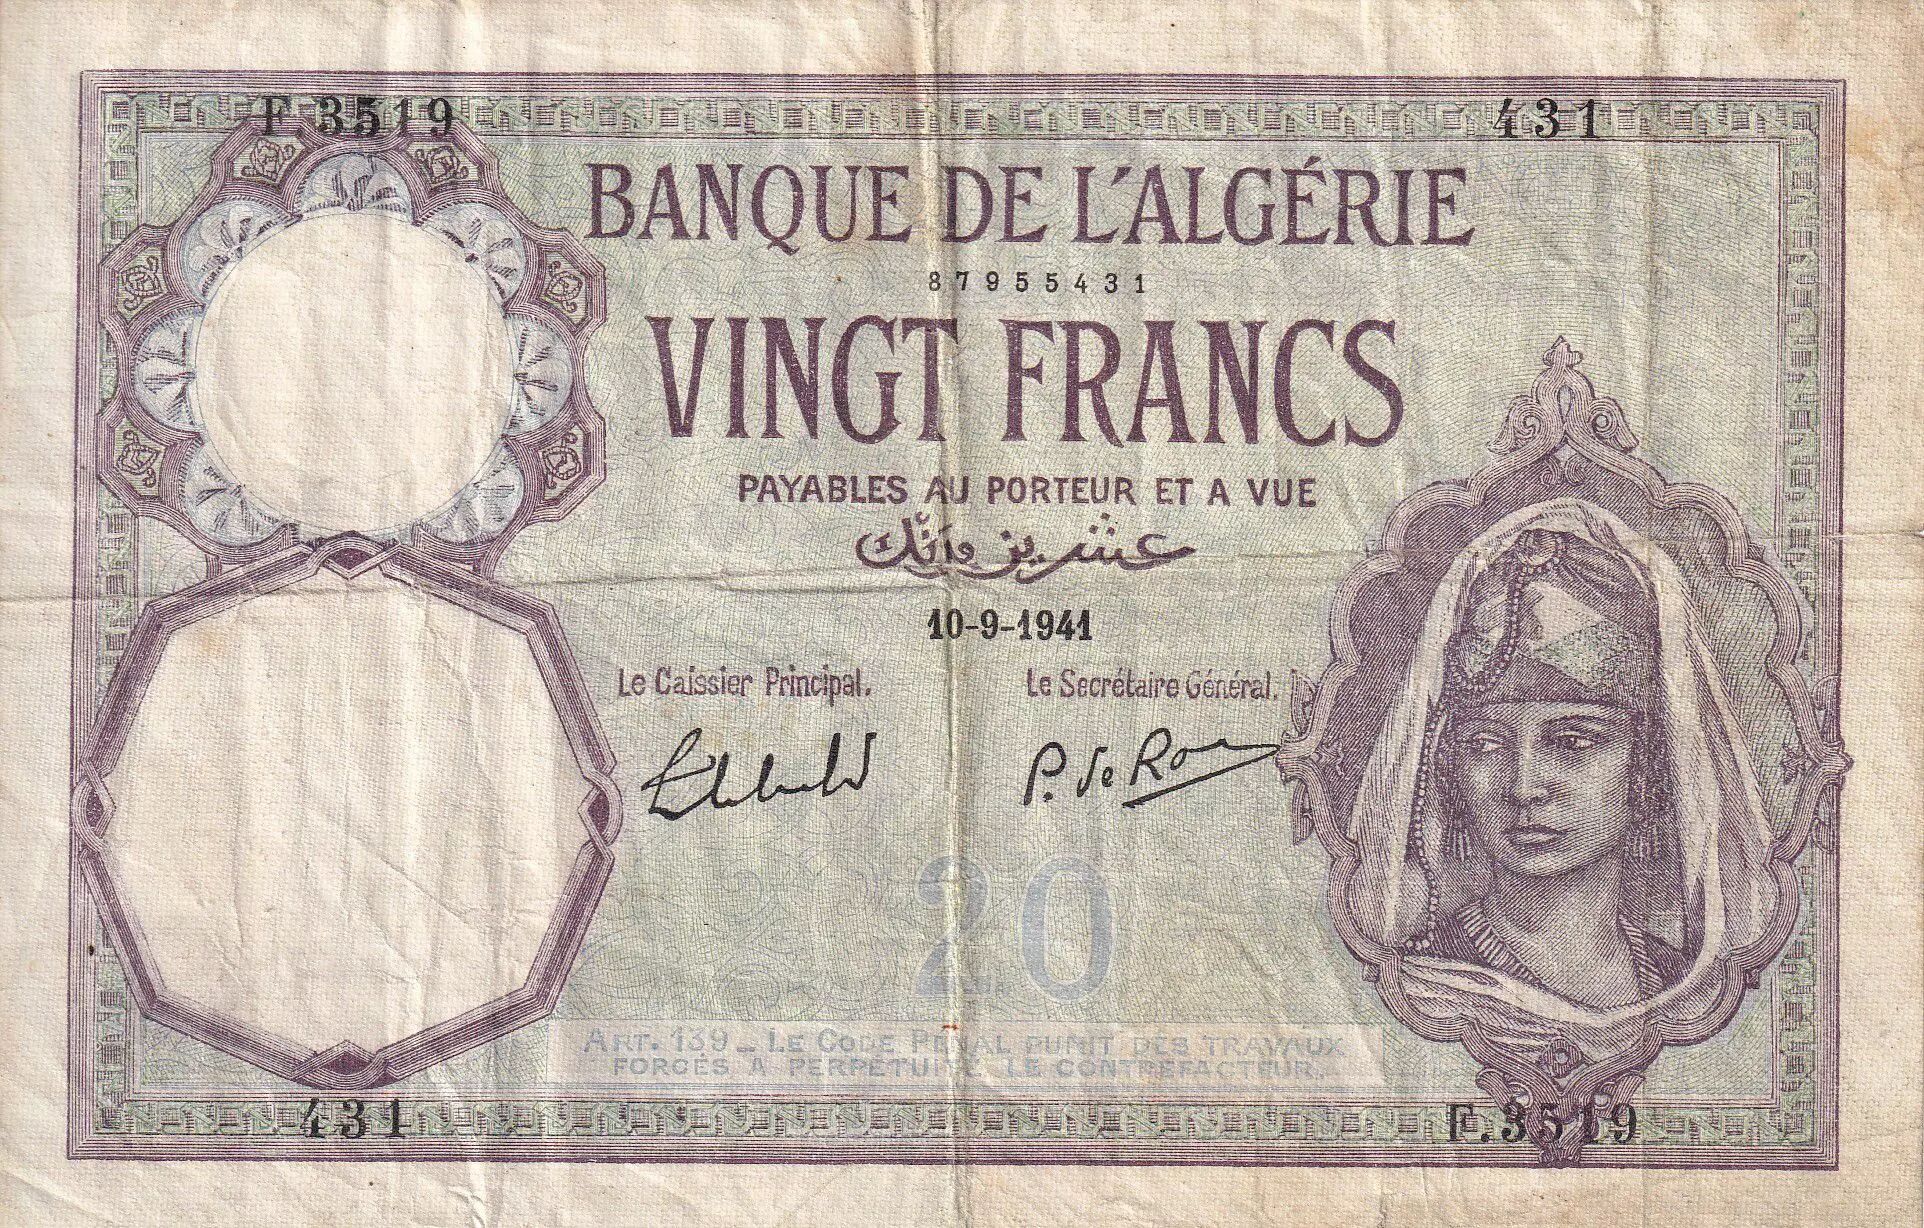 F.3519
431
BANQUE DE L'ALGÉRIE
87955431
VINGT FRANCS
PAYABLES AU PORTEUR ET A VUE
عشرين فرنك
10-9-1941
Le Caissier Principal.
Le Secrétaire Général.
P. de Rou
20
ART. 139 _ LE CODE PÉNAL PUNIT DES TRAVAUX
FORCÉS A PERPÉTUITÉ LE CONTREFACTEUR.
431
F.3519